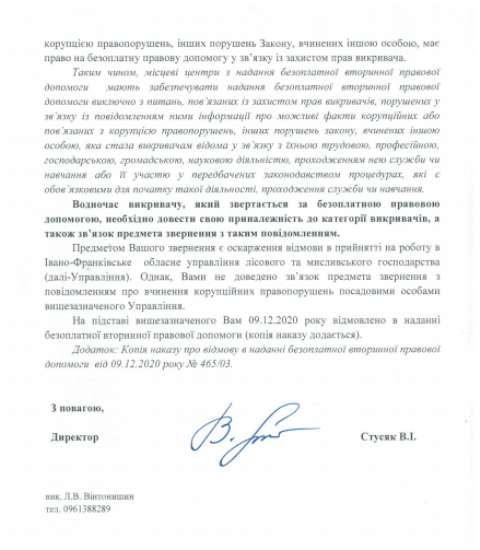 корупцією правопорушень, інших порушень Закону, вчинених іншою особою, має
право на безоплатну правову допомогу у зв’язку із захистом прав викривача.
Таким чином, місцеві центри з надання безоплатної вторинної правової
допомоги мають забезпечувати надання безоплатної вторинної правової
допомоги виключно з питань, пов’язаних із захистом прав викривачів, порушених у
зв’язку із повідомленням ними інформації про можливі факти корупційних або
пов’язаних з корупцією правопорушень, інших порушень закону, вчинених іншою
особою, яка стала викривачам відома у зв’язку з їхньою трудовою, професійною,
господарською, громадською, науковою діяльністю, проходженням нею служби чи
навчання або її участю у передбачених законодавством процедурах, які є
обов’язковими для початку такої діяльності, проходження служби чи навчання.
Водночас викривачу, який звертається за безоплатною правовою
допомогою, необхідно довести свою приналежність до категорії викривачів, а
також зв’язок предмета звернення з таким повідомленням.
Предметом Вашого звернення є оскарження відмови в прийнятті на роботу в
Івано-Франківське обласне управління лісового та мисливського господарства
(далі-Управління). Однак, Вами не доведено зв’язок предмета звернення з
повідомленням про вчинення корупційних правопорушень посадовими особами
вищезазначеного Управління.
На підставі вищезазначеного Вам 09.12.2020 року відмовлено в наданні
безоплатної вторинної правової допомоги (копія наказу додається).
Додаток: Копія наказу про відмову в наданні безоплатної вторинної правової
допомоги від 09.12.2020 року № 465/03.
З повагою,
Директор Стусяк В.І.
вик. Л.В. Вінтонишин
тел. 0961388289